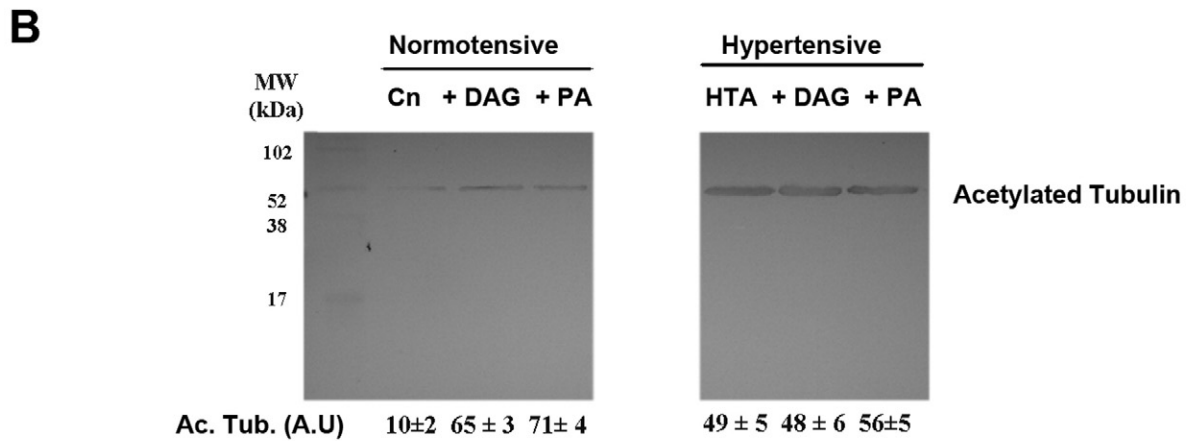 B
Normotensive Hypertensive
MW
(kDa)
Cn + DAG + PA HTA + DAG + PA
102
52
38
17
Acetylated Tubulin
Ac. Tub. (A.U) 10±2 65 ± 3 71± 4 49 ± 5 48 ± 6 56±5